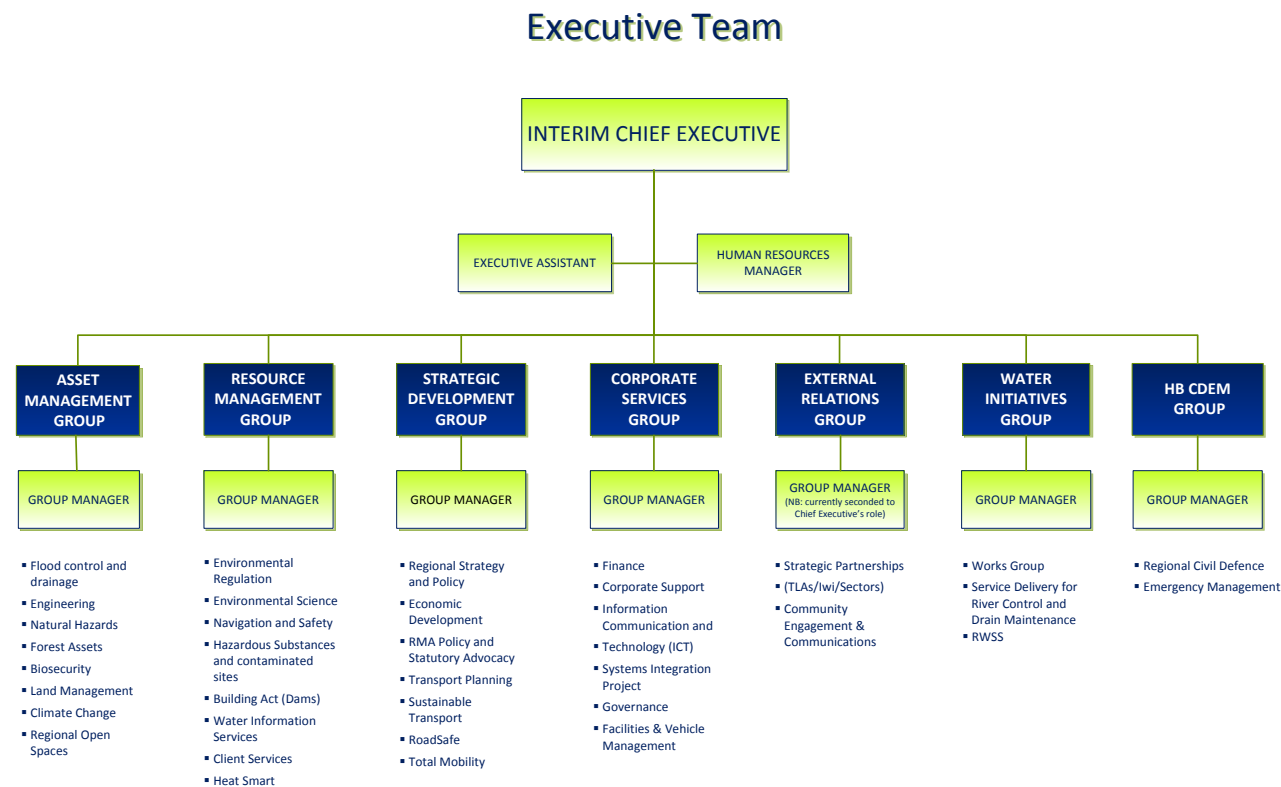 Executive Team
INTERIM CHIEF EXECUTIVE
EXECUTIVE ASSISTANT
HUMAN RESOURCES
MANAGER
ASSET
MANAGEMENT
GROUP
RESOURCE
MANAGEMENT
GROUP
STRATEGIC
DEVELOPMENT
GROUP
CORPORATE
SERVICES
GROUP
EXTERNAL
RELATIONS
GROUP
WATER
INITIATIVES
GROUP
HB CDEM
GROUP
GROUP MANAGER
GROUP MANAGER
GROUP MANAGER
GROUP MANAGER
GROUP MANAGER
(NB: currently seconded to
Chief Executive's role)
GROUP MANAGER
GROUP MANAGER
▪ Flood control and
drainage
▪ Engineering
▪ Natural Hazards
▪ Forest Assets
▪ Biosecurity
▪ Land Management
▪ Climate Change
▪ Regional Open
Spaces
▪ Environmental
Regulation
▪ Environmental Science
▪ Navigation and Safety
▪ Hazardous Substances
and contaminated
sites
▪ Building Act (Dams)
▪ Water Information
Services
▪ Client Services
▪ Heat Smart
▪ Regional Strategy
and Policy
▪ Economic
Development
▪ RMA Policy and
Statutory Advocacy
▪ Transport Planning
▪ Sustainable
Transport
▪ RoadSafe
▪ Total Mobility
▪ Finance
▪ Corporate Support
▪ Information
Communication and
▪ Technology (ICT)
▪ Systems Integration
Project
▪ Governance
▪ Facilities & Vehicle
Management
▪ Strategic Partnerships
▪ (TLAs/Iwi/Sectors)
▪ Community
Engagement &
Communications
▪ Works Group
▪ Service Delivery for
River Control and
Drain Maintenance
▪ RWSS
▪ Regional Civil Defence
▪ Emergency Management